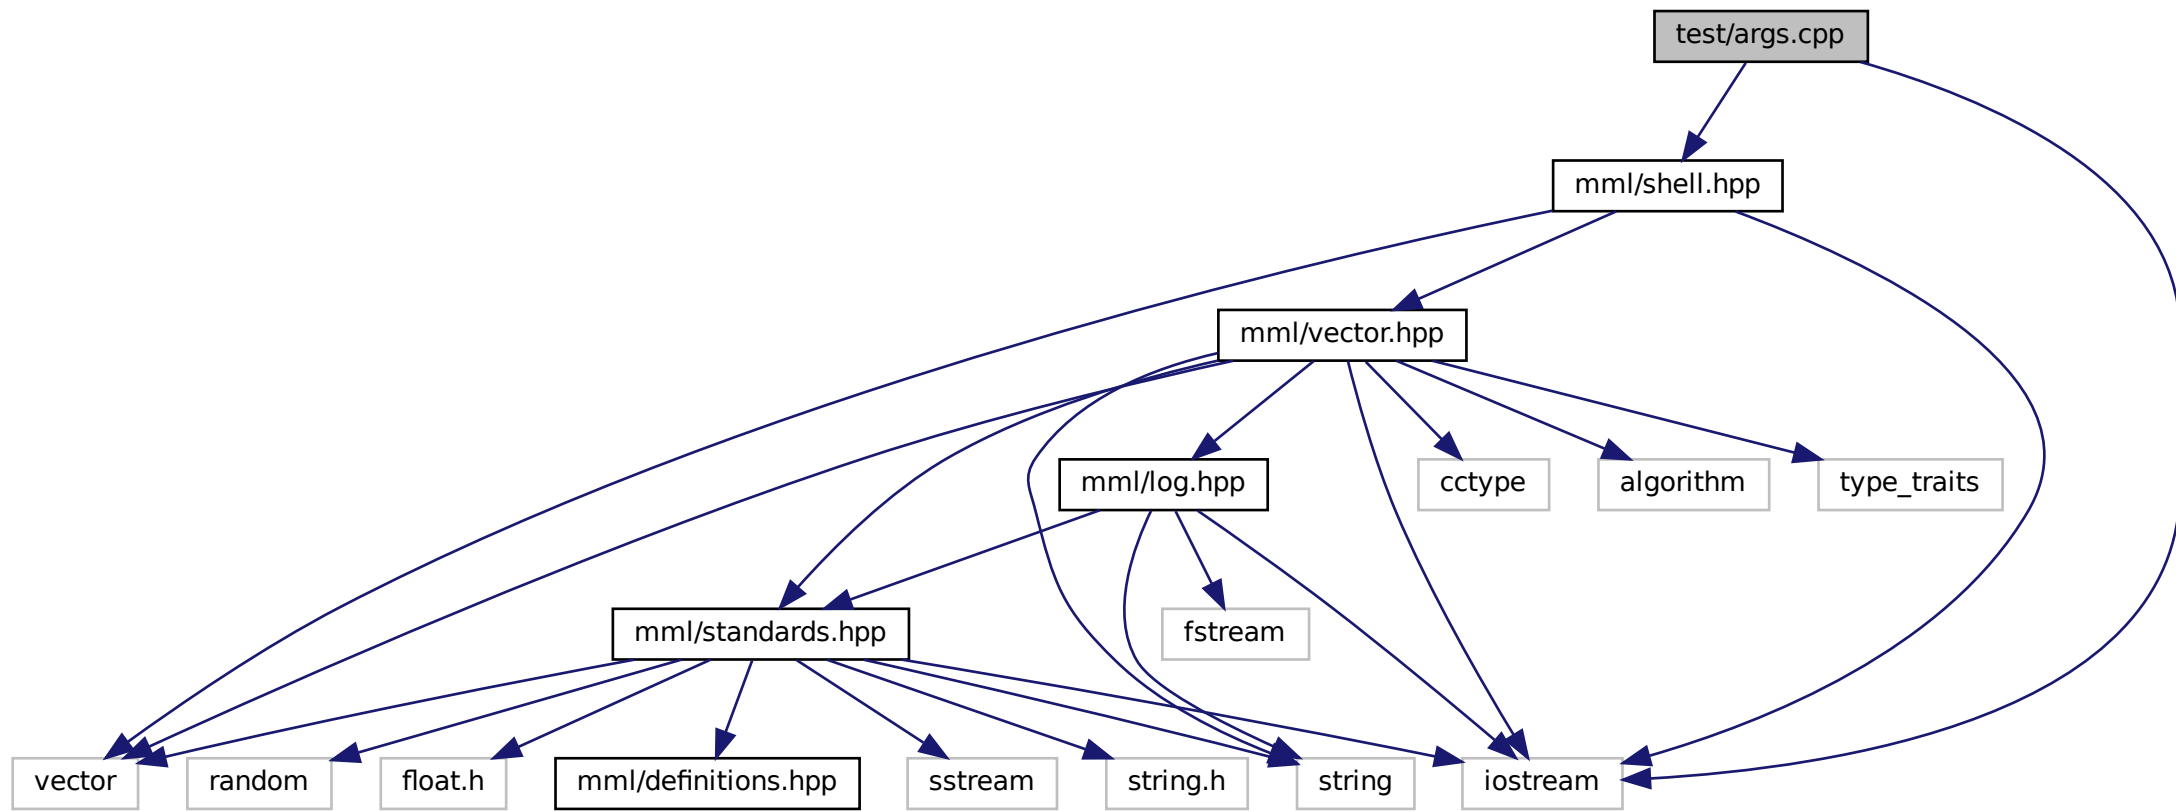 test/args.cpp
mml/shell.hpp
mml/vector.hpp
mml/log.hpp
cctype
algorithm
type_traits
mml/standards.hpp
fstream
vector
random
float.h
mml/definitions.hpp
sstream
string.h
string
iostream